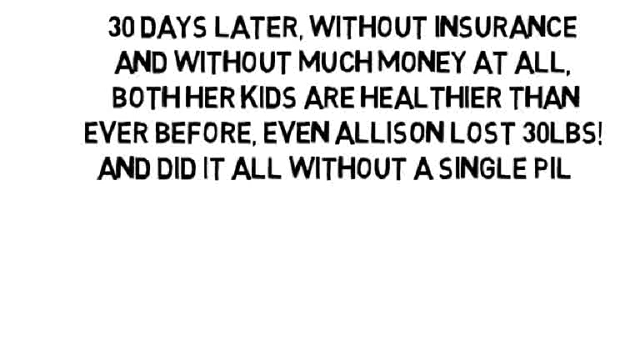 30 DAYS LATER, WITHOUT INSURANCE
AND WITHOUT MUCH MONEY AT ALL,
BOTH HER KIDS ARE HEALTHIER THAN
EVER BEFORE, EVEN ALLISON LOST 30LBS!
AND DID IT ALL WITHOUT A SINGLE PIL